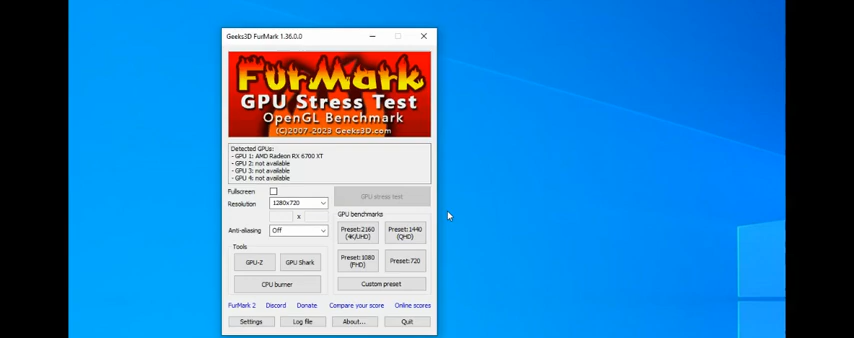 Geeks3D FurMark 1.36.0.0
FurMark
GPU Stress Test
OpenGL Benchmark
(C)2007-2023 Geeks3D.com
Detected GPUs:
- GPU 1: AMD Radeon RX 6700 XT
- GPU 2: not available
- GPU 3: not available
- GPU 4: not available
Fullscreen
Resolution 1280x720
x
Anti-aliasing Off
GPU stress test
GPU benchmarks
Preset:2160
(4K/UHD)
Preset:1440
(QHD)
Preset:1080
(FHD)
Preset:720
Custom preset
Tools
GPU-Z GPU Shark
CPU burner
FurMark 2 Discord Donate Compare your score Online scores
Settings Log file About... Quit